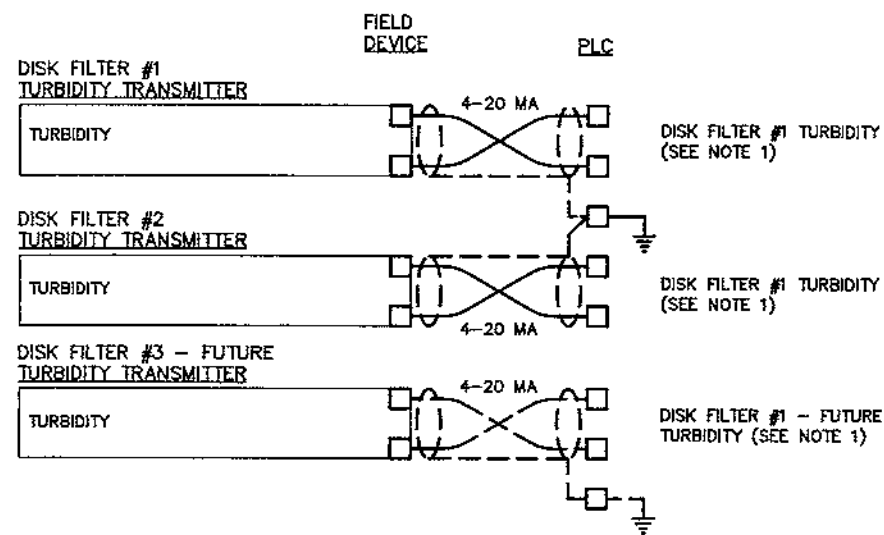 FIELD
DEVICE
PLC
DISK FILTER #1
TURBIDITY TRANSMITTER
TURBIDITY
4-20 MA
DISK FILTER #1 TURBIDITY
(SEE NOTE 1)
DISK FILTER #2
TURBIDITY TRANSMITTER
TURBIDITY
4-20 MA
DISK FILTER #1 TURBIDITY
(SEE NOTE 1)
DISK FILTER #3 - FUTURE
TURBIDITY TRANSMITTER
TURBIDITY
4-20 MA
DISK FILTER #1 - FUTURE
TURBIDITY (SEE NOTE 1)